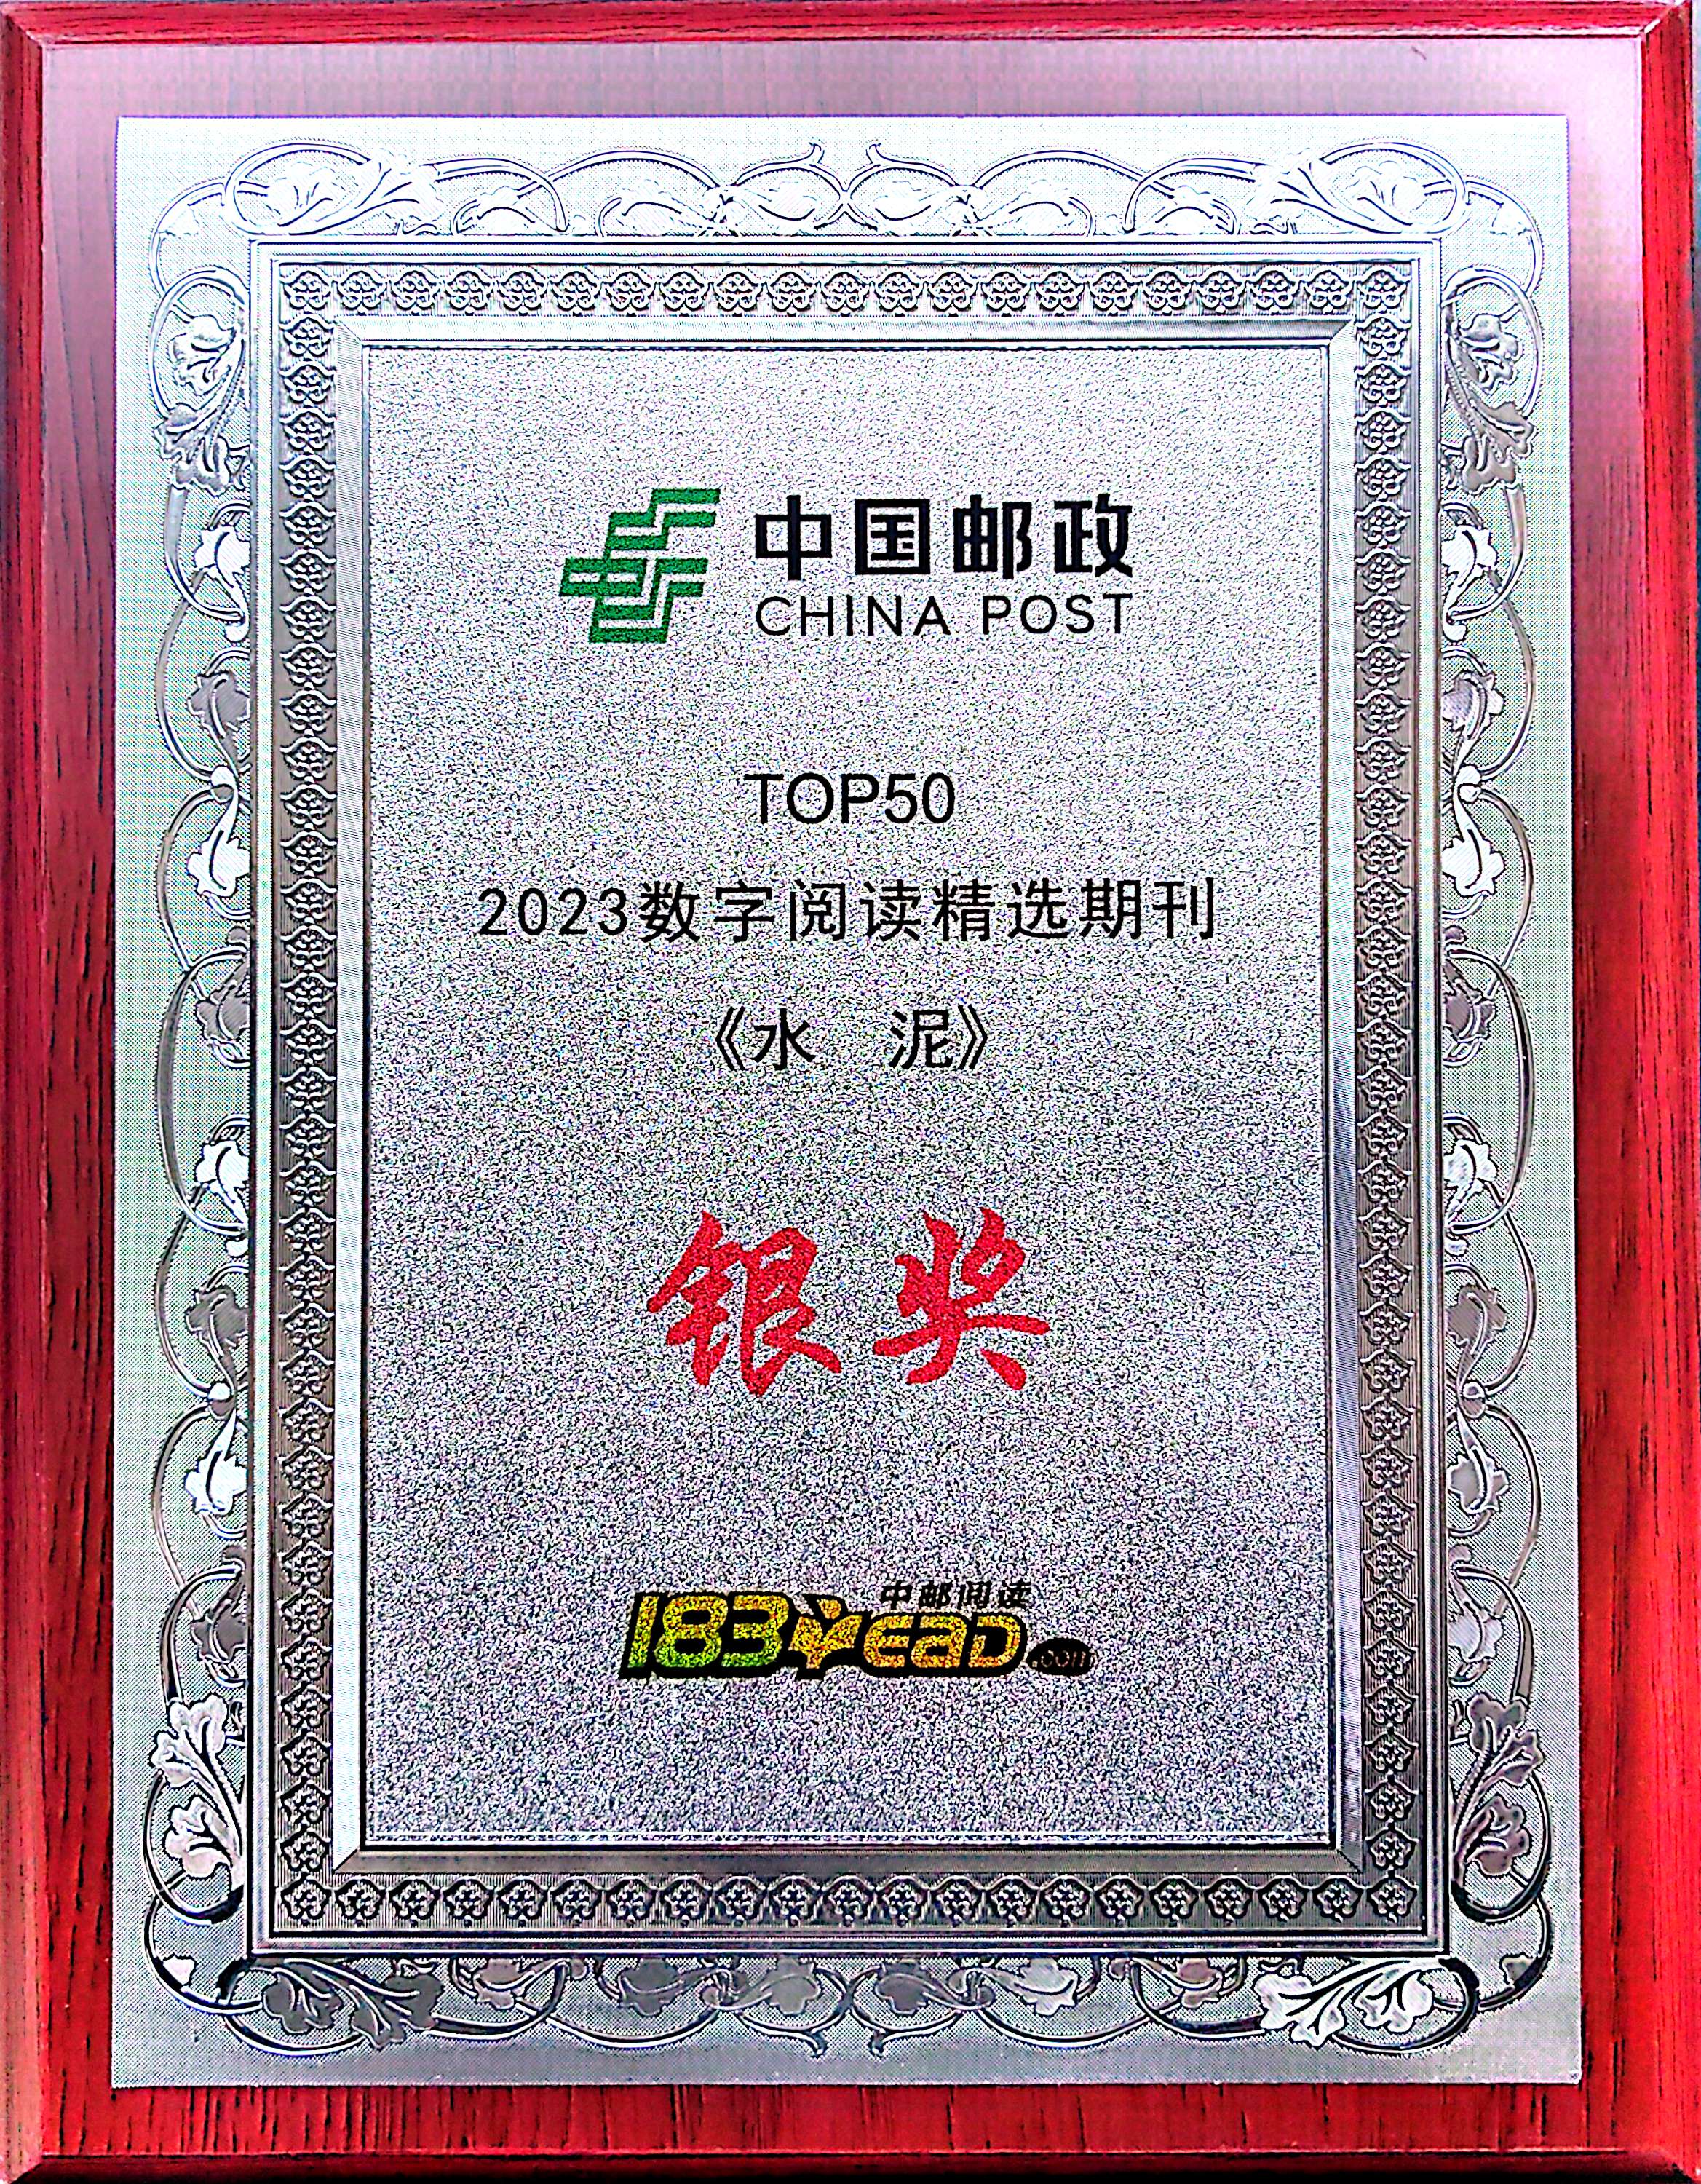 中国邮政
CHINA POST
TOP50
2023数字阅读精选期刊
《水 泥》
银奖
中邮阅读
183read.com